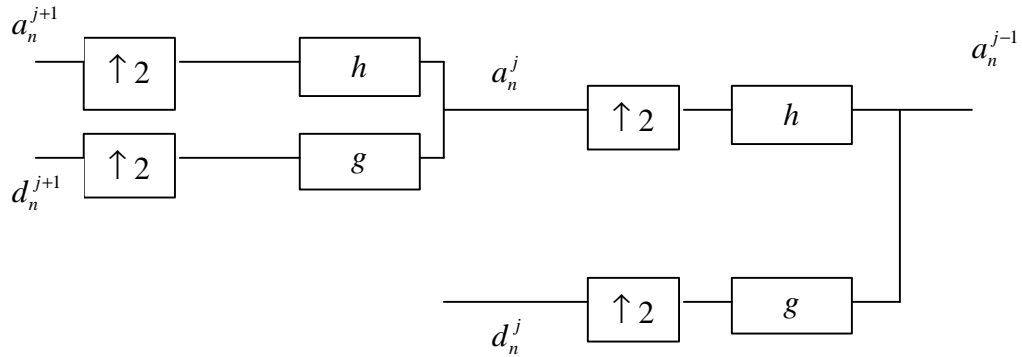 a_n^{j+1}
↑ 2
h
a_n^j
↑ 2
h
a_n^{j-1}
d_n^{j+1}
↑ 2
g
d_n^j
↑ 2
g